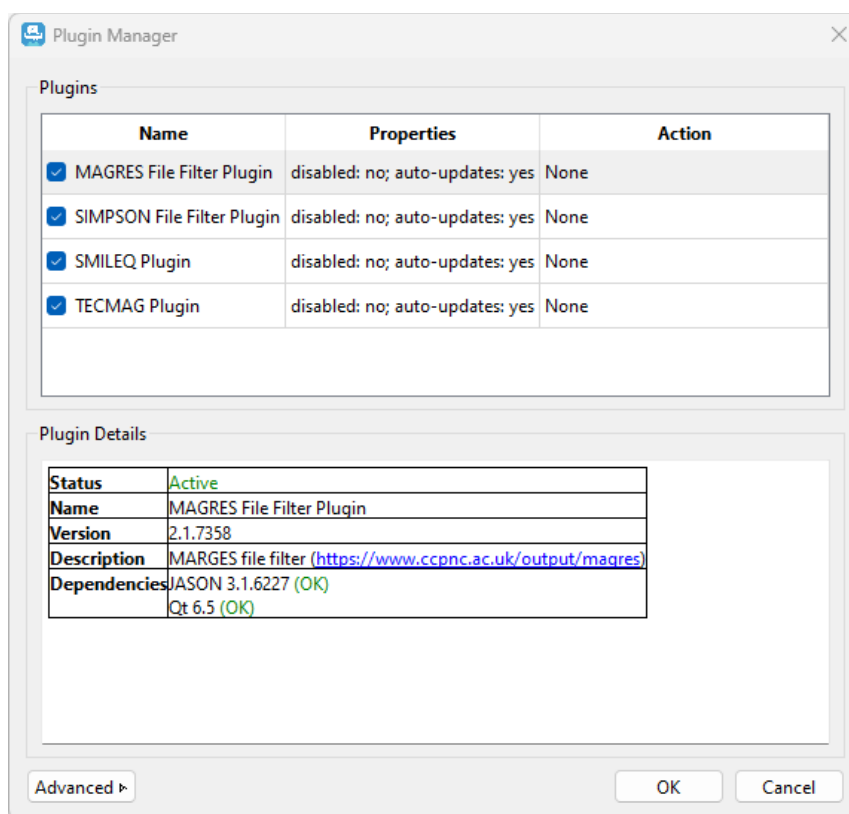 Plugin Manager
Plugins
Name Properties Action
MAGRES File Filter Plugin disabled: no; auto-updates: yes None
SIMPSON File Filter Plugin disabled: no; auto-updates: yes None
SMILEQ Plugin disabled: no; auto-updates: yes None
TECMAG Plugin disabled: no; auto-updates: yes None
Plugin Details
Status Active
Name MAGRES File Filter Plugin
Version 2.1.7358
Description MARGES file filter (https://www.ccpnc.ac.uk/output/magres)
Dependencies JASON 3.1.6227 (OK)
Qt 6.5 (OK)
Advanced OK Cancel